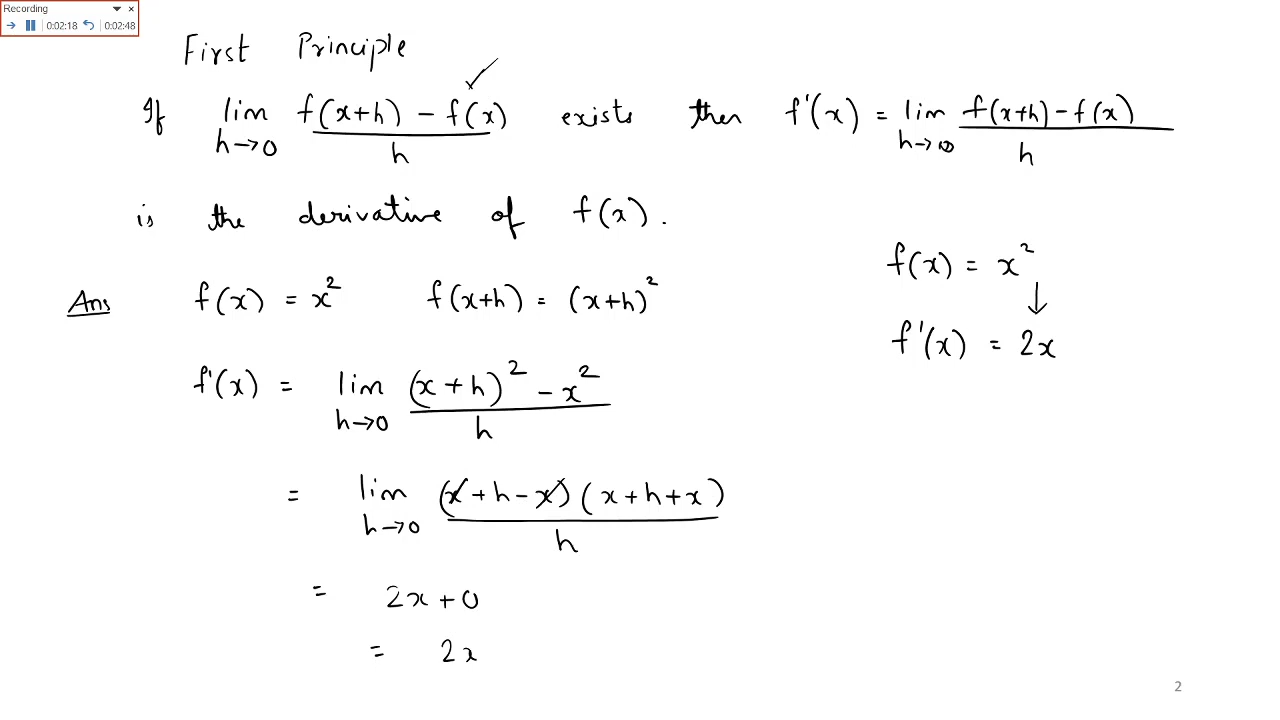 Recording
0:02:18 0:02:48
First Principle
If lim h→0 f(x+h) - f(x) / h exists then f'(x) = lim h→0 f(x+h) - f(x) / h
is the derivative of f(x).
f(x) = x²
↓
f'(x) = 2x
Ans f(x) = x² f(x+h) = (x+h)²
f'(x) = lim h→0 (x+h)² - x² / h
= lim h→0 (x+h-x)(x+h+x) / h
= 2x+0
= 2x
2